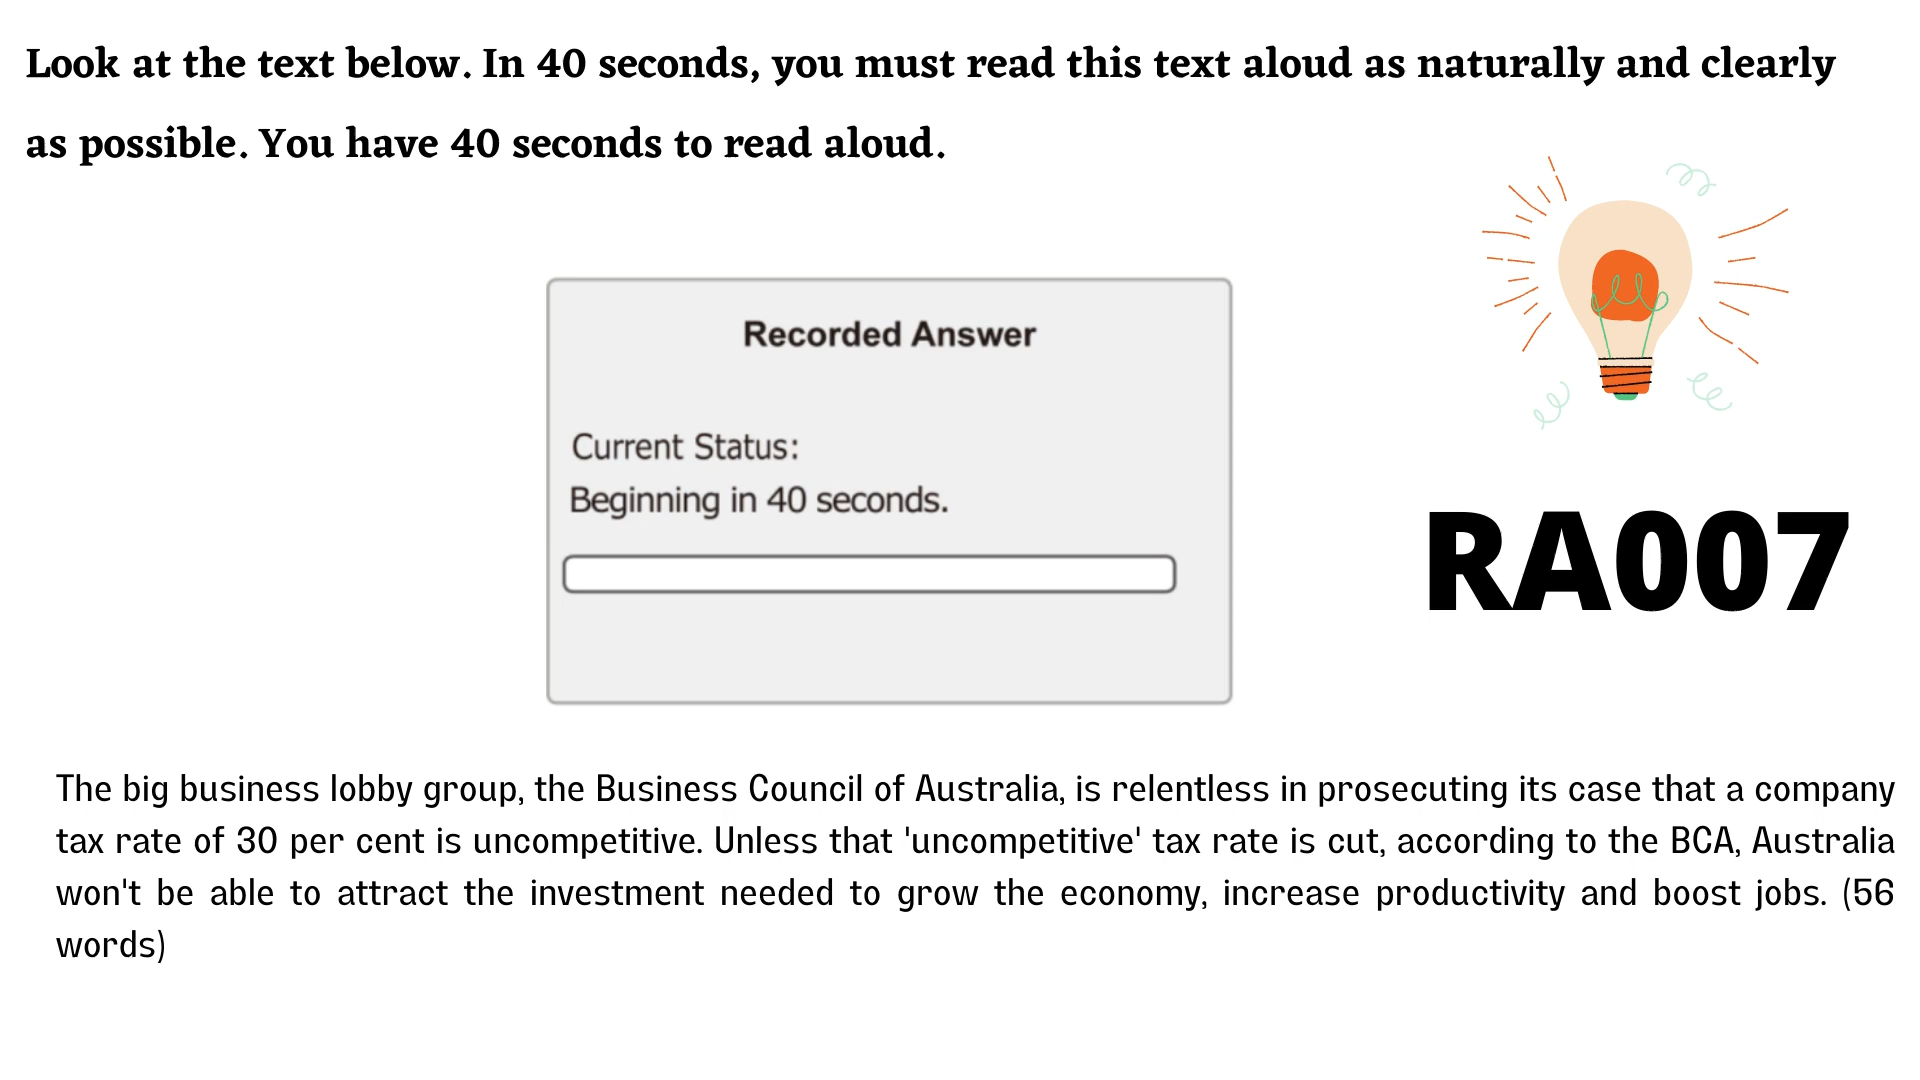 Look at the text below. In 40 seconds, you must read this text aloud as naturally and clearly
as possible. You have 40 seconds to read aloud.
Recorded Answer
Current Status:
Beginning in 40 seconds.
RA007
The big business lobby group, the Business Council of Australia, is relentless in prosecuting its case that a company
tax rate of 30 per cent is uncompetitive. Unless that 'uncompetitive' tax rate is cut, according to the BCA, Australia
won't be able to attract the investment needed to grow the economy, increase productivity and boost jobs. (56
words)